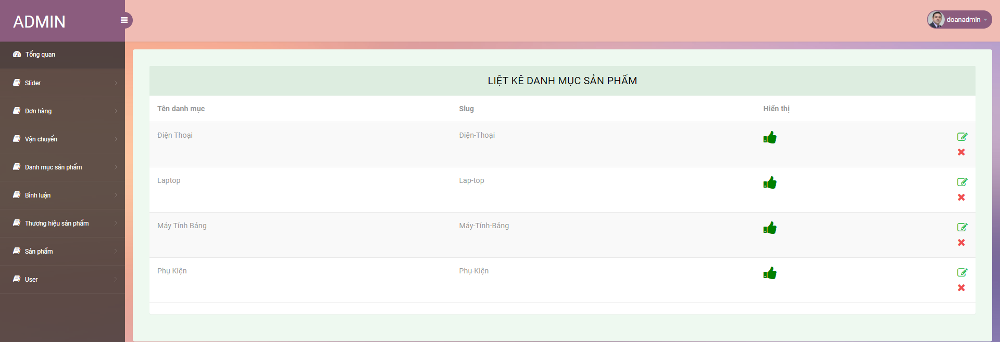 ADMIN
doanadmin
Tổng quan
Slider
Đơn hàng
Vận chuyển
Danh mục sản phẩm
Bình luận
Thương hiệu sản phẩm
Sản phẩm
User
LIỆT KÊ DANH MỤC SẢN PHẨM
Tên danh mục Slug Hiển thị
Điện Thoại Điện-Thoại
Laptop Lap-top
Máy Tính Bảng Máy-Tính-Bảng
Phụ Kiện Phụ-Kiện